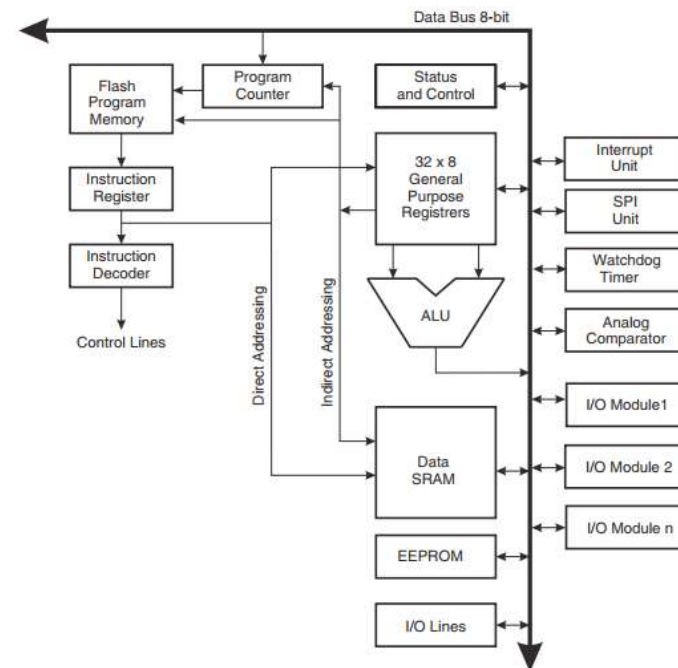 Data Bus 8-bit
Flash
Program
Memory
Program
Counter
Status
and Control
Instruction
Register
32 x 8
General
Purpose
Registrers
Interrupt
Unit
SPI
Unit
Instruction
Decoder
Watchdog
Timer
Control Lines
Direct Addressing
Indirect Addressing
ALU
Analog
Comparator
I/O Module1
Data
SRAM
I/O Module 2
I/O Module n
EEPROM
I/O Lines